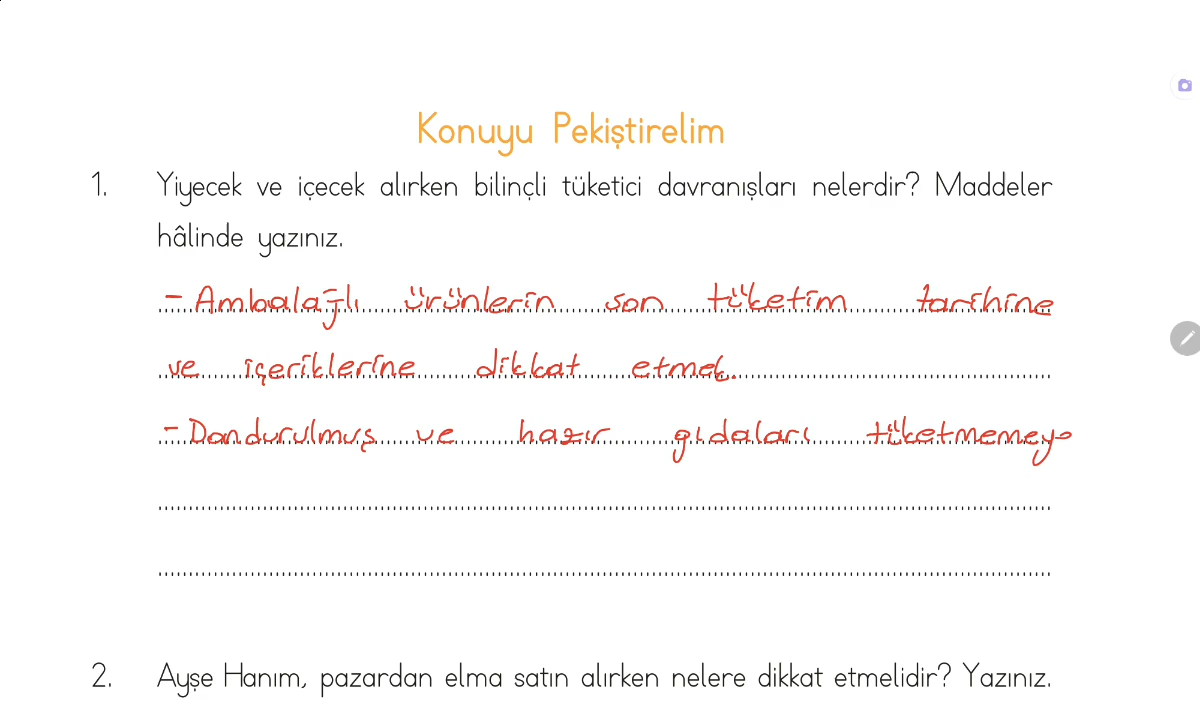 Konuyu Pekiştirelim
1. Yiyecek ve içecek alırken bilinçli tüketici davranışları nelerdir? Maddeler
hâlinde yazınız.
- Ambalağlı ürünlerin son tüketim tarihine
ve içeriklerine dikkat etmek.
- Dondurulmuş ve hazır gıdaları tüketmemeye
2. Ayşe Hanım, pazardan elma satın alırken nelere dikkat etmelidir? Yazınız.